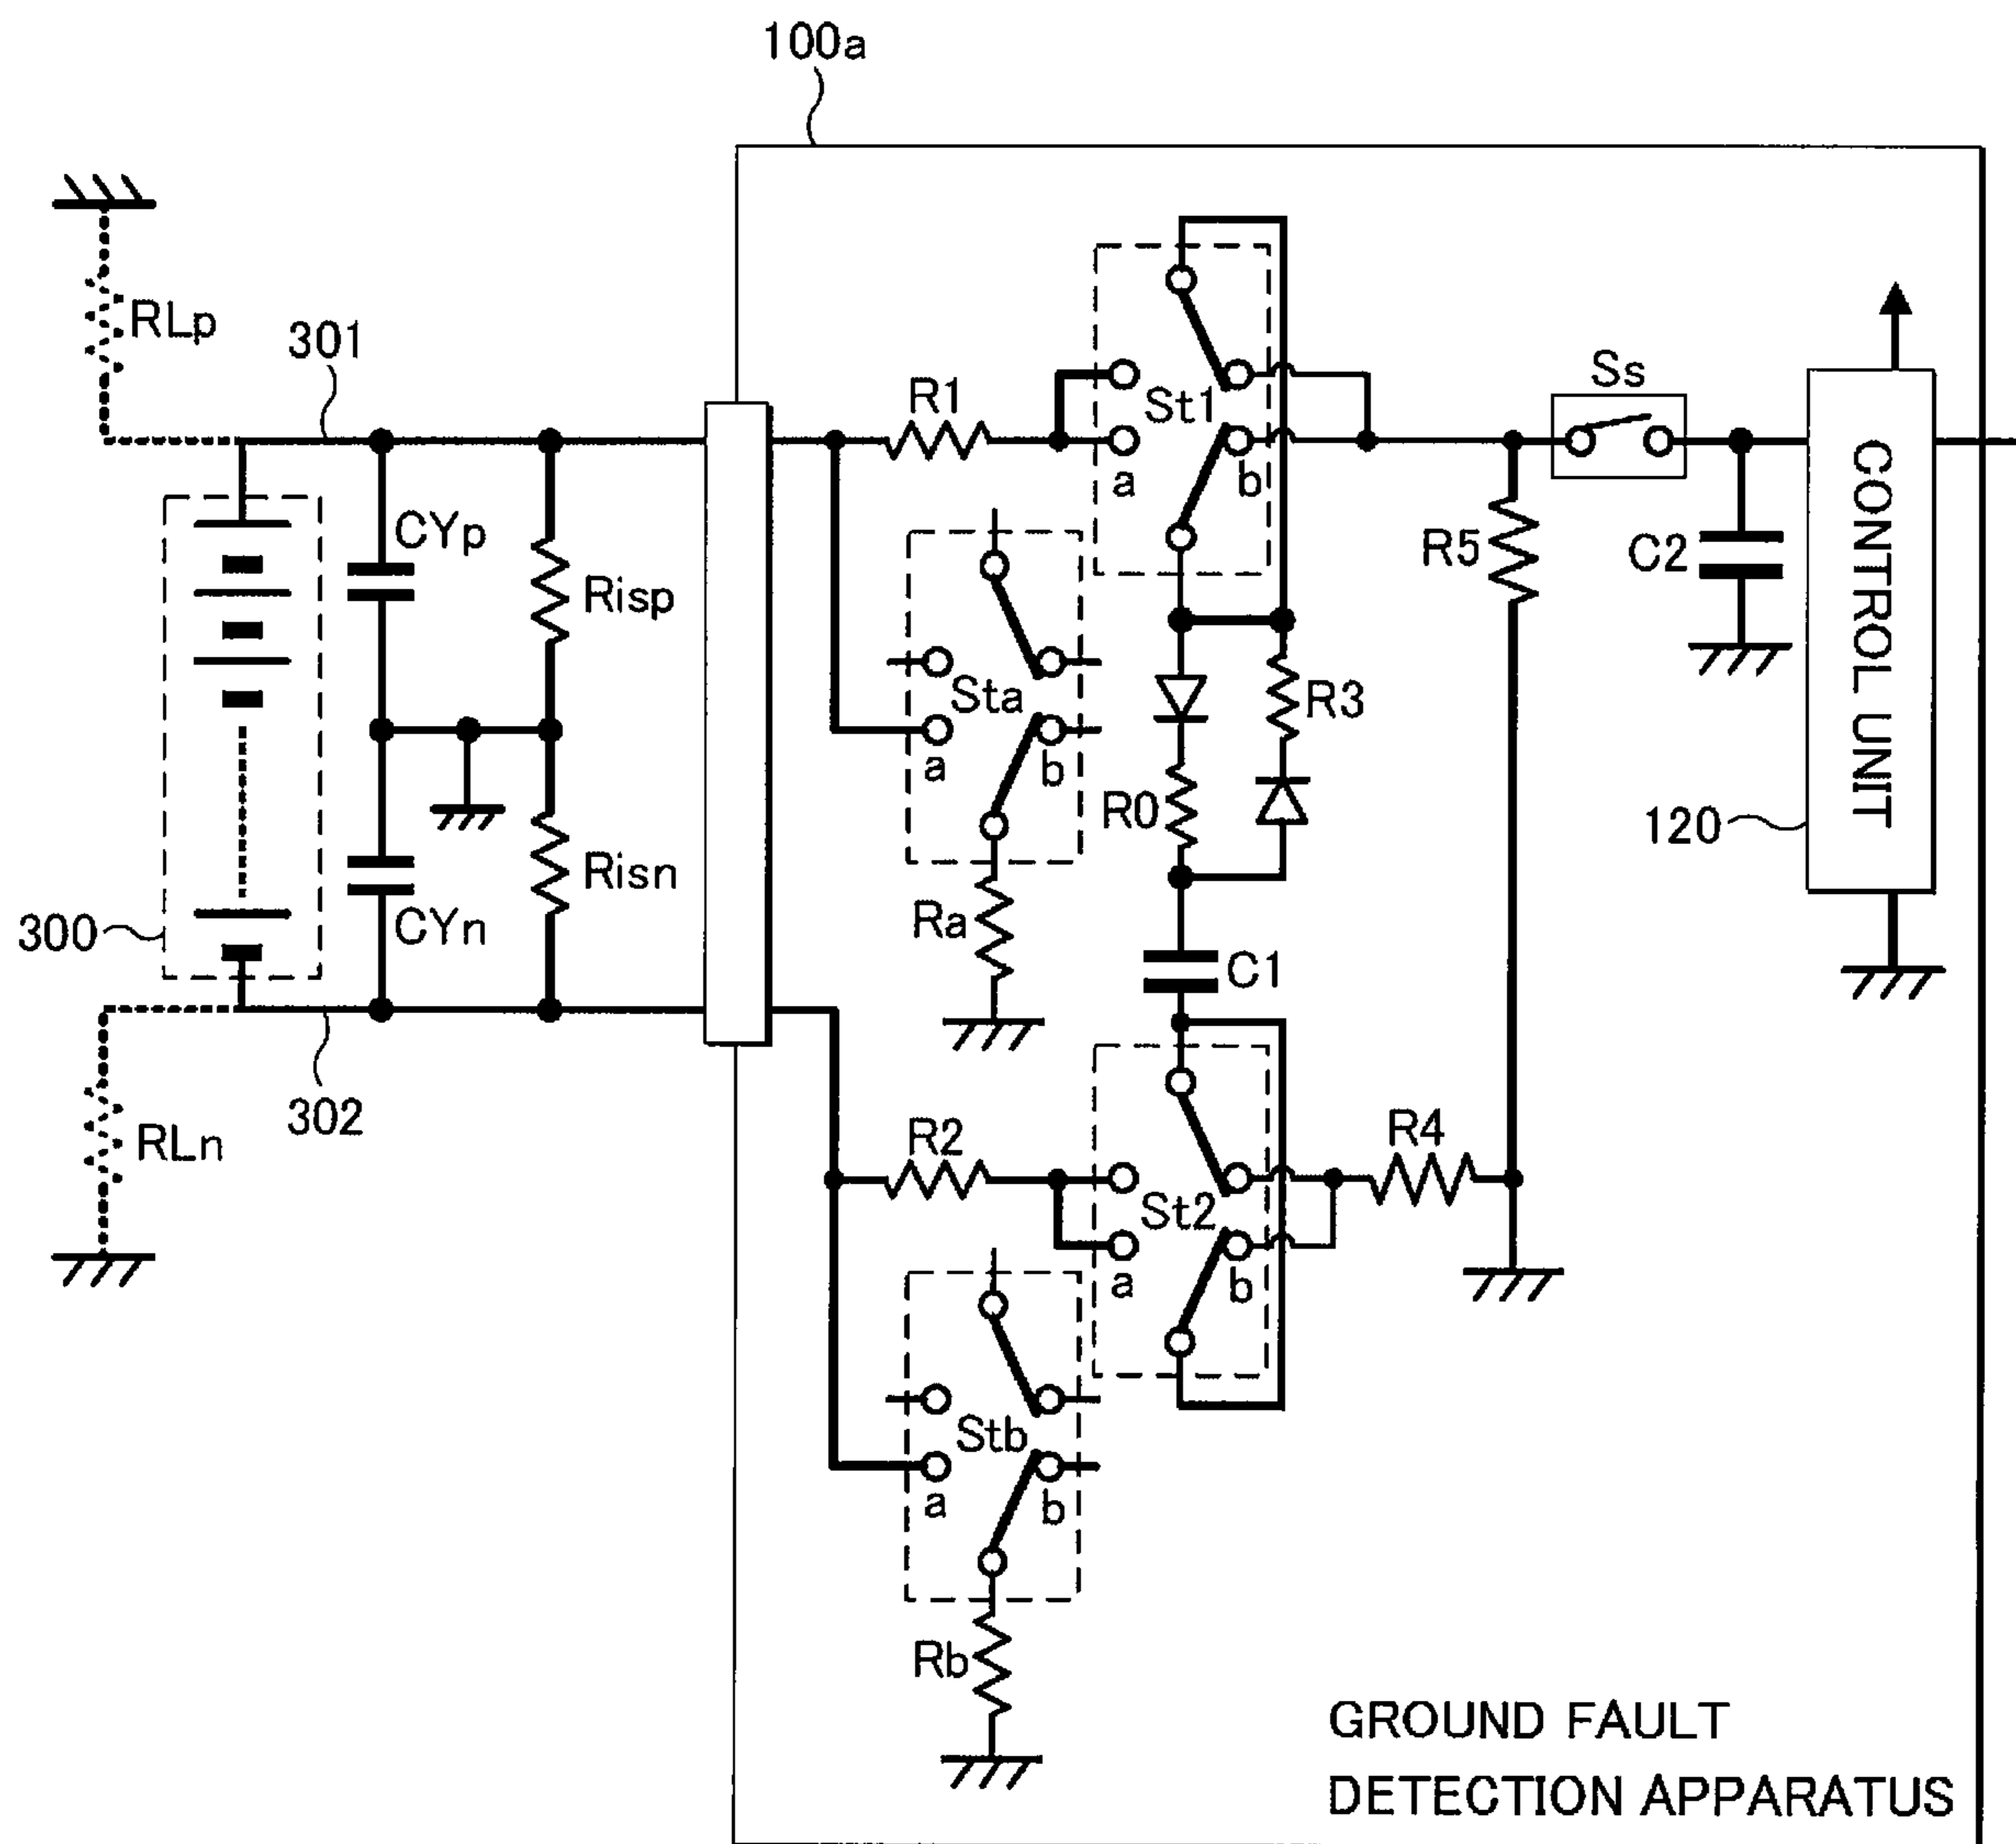 100a
RLp
301
R1
St1
a
b
Ss
CYp
Risp
Sta
a
b
R3
R5
C2
CONTROL UNIT
120
R0
300
CYn
Risn
Ra
C1
302
RLn
R2
St2
a
b
R4
Stb
a
b
Rb
GROUND FAULT
DETECTION APPARATUS